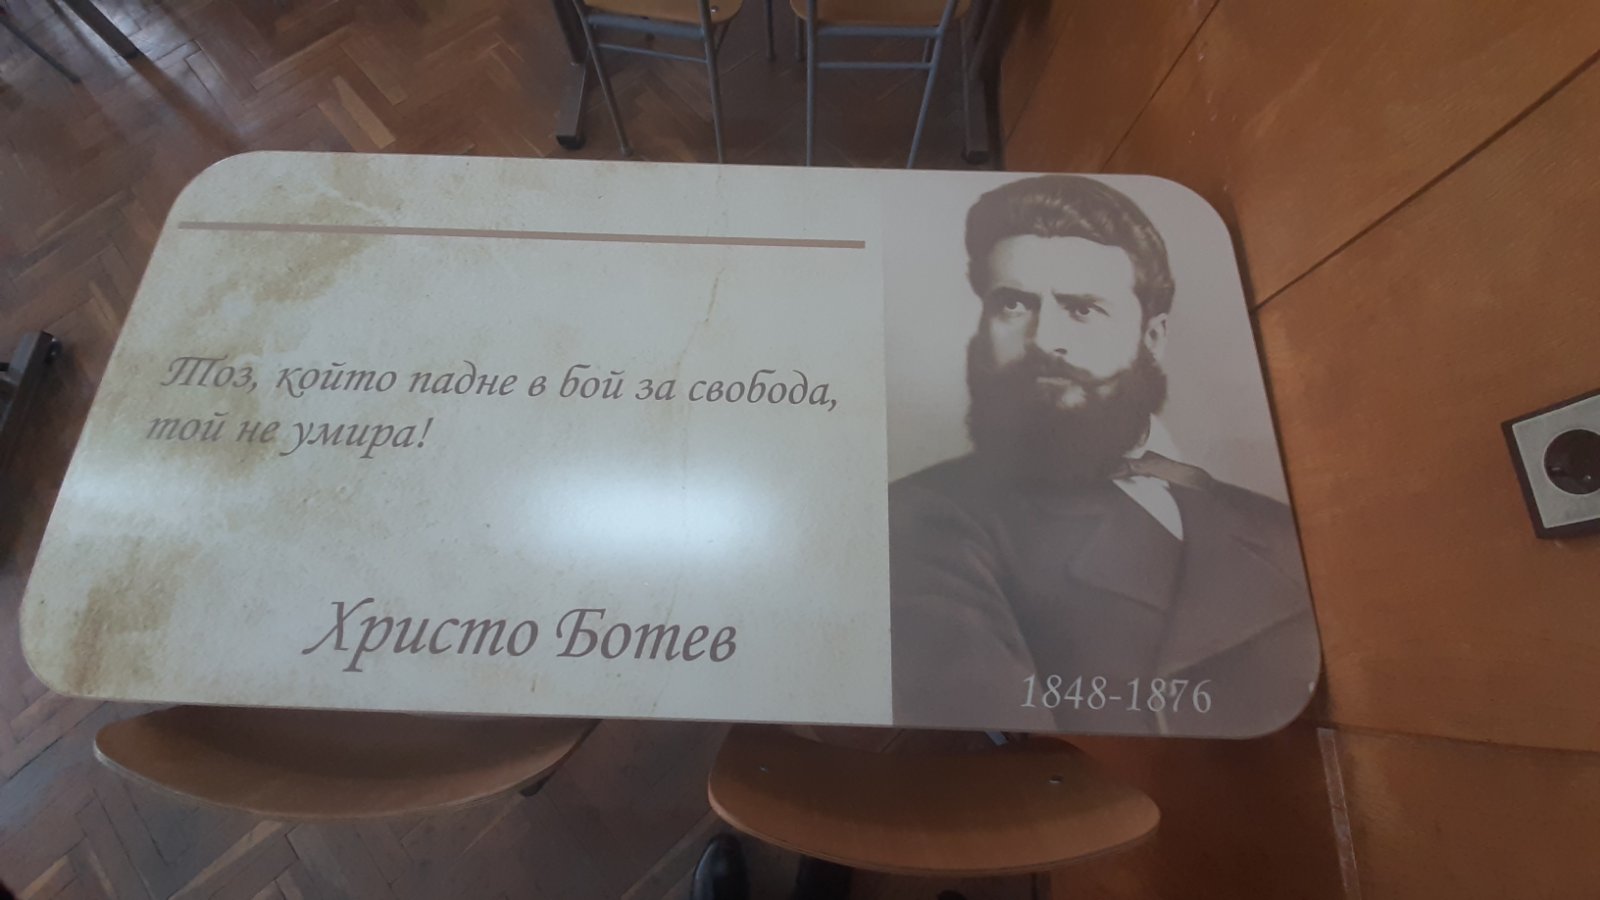 Тоз, който падне в бой за свобода,
той не умира!
Христо Ботев
1848-1876